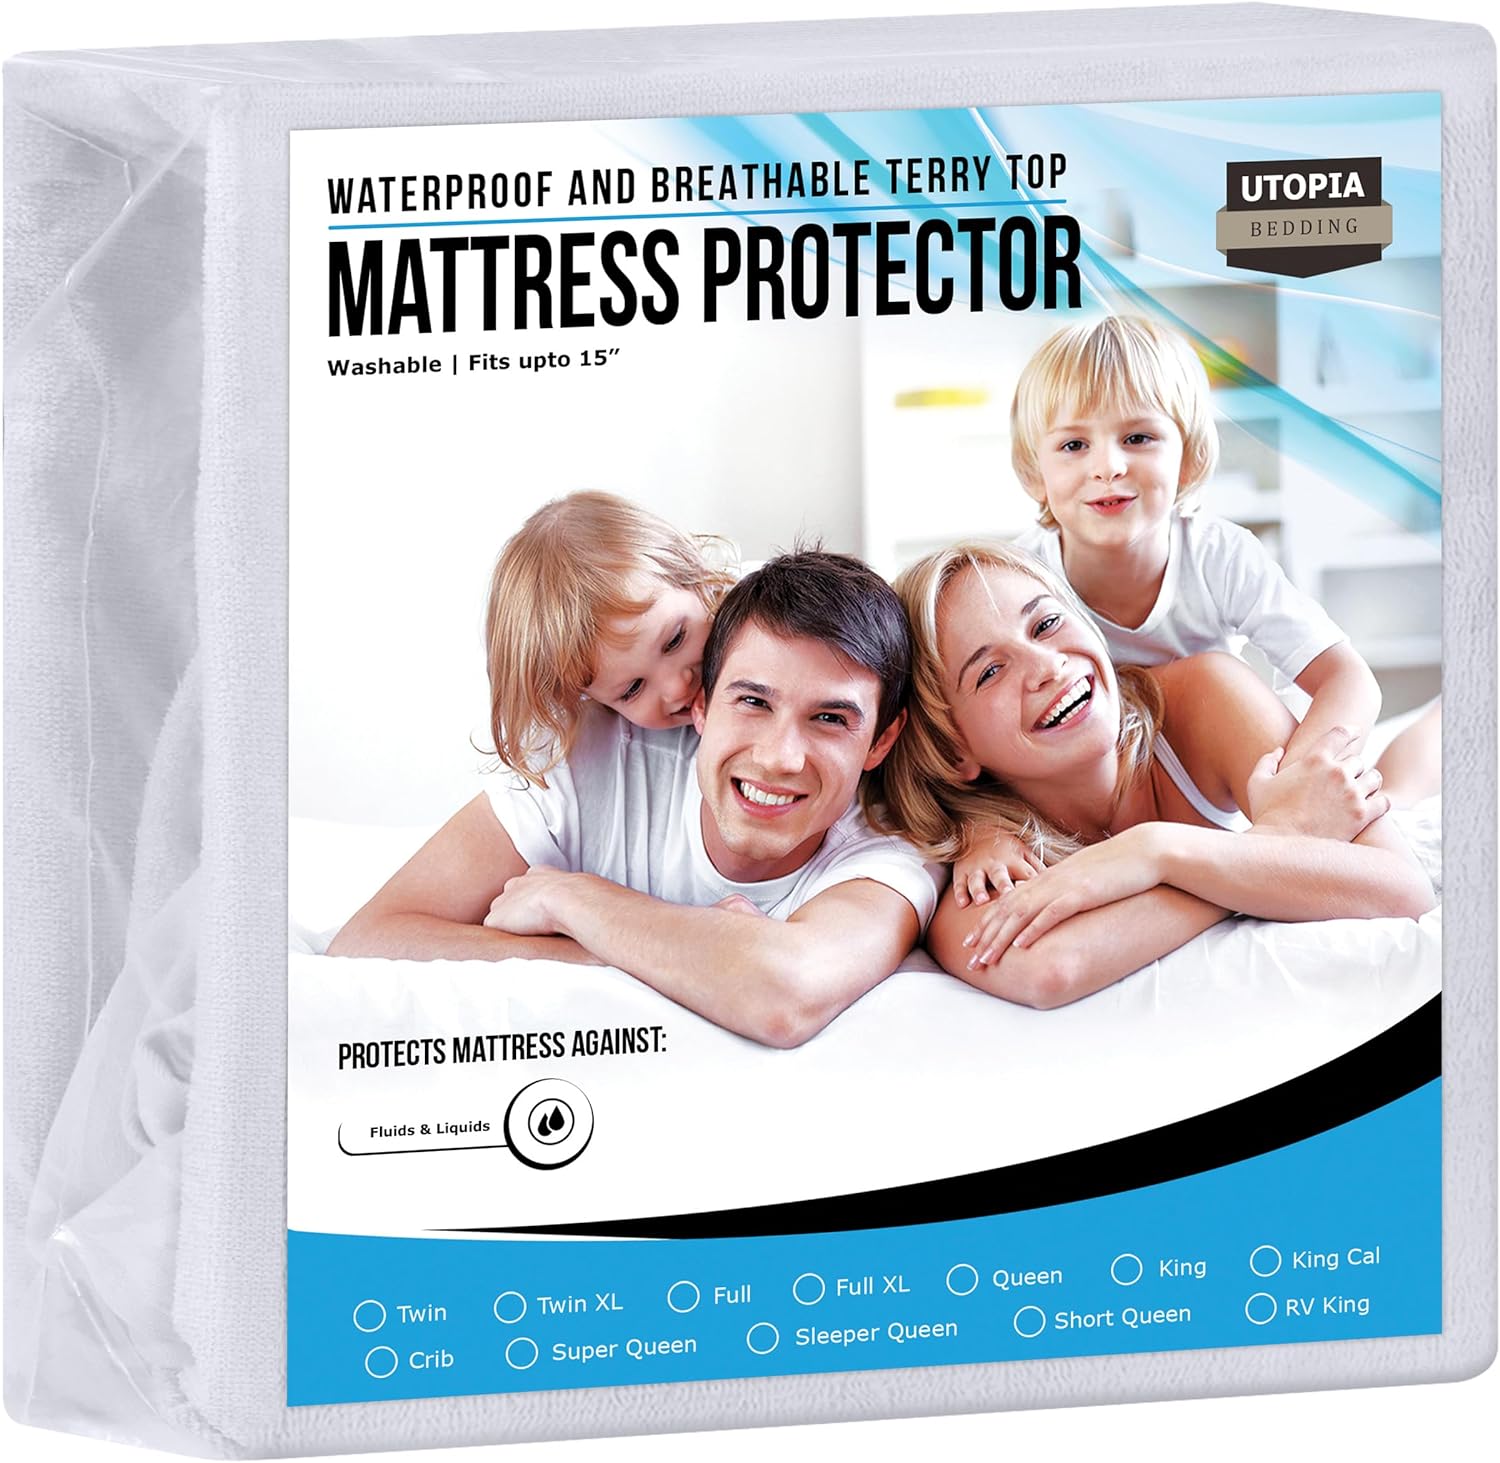 WATERPROOF AND BREATHABLE TERRY TOP
MATTRESS PROTECTOR
Washable | Fits upto 15”
UTOPIA
BEDDING
PROTECTS MATTRESS AGAINST:
Fluids & Liquids
Twin Twin XL Full Full XL Queen King King Cal
Crib Super Queen Sleeper Queen Short Queen RV King